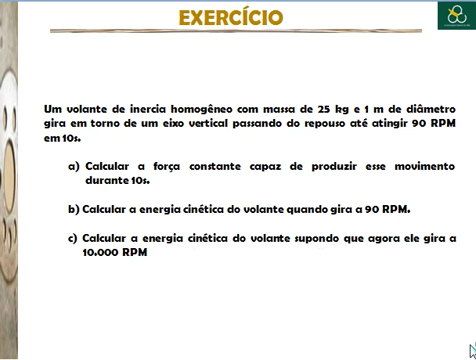 EXERCÍCIO
Um volante de inercia homogêneo com massa de 25 kg e 1 m de diâmetro
gira em torno de um eixo vertical passando do repouso até atingir 90 RPM
em 10s.
a) Calcular a força constante capaz de produzir esse movimento
durante 10s.
b) Calcular a energia cinética do volante quando gira a 90 RPM.
c) Calcular a energia cinética do volante supondo que agora ele gira a
10.000 RPM